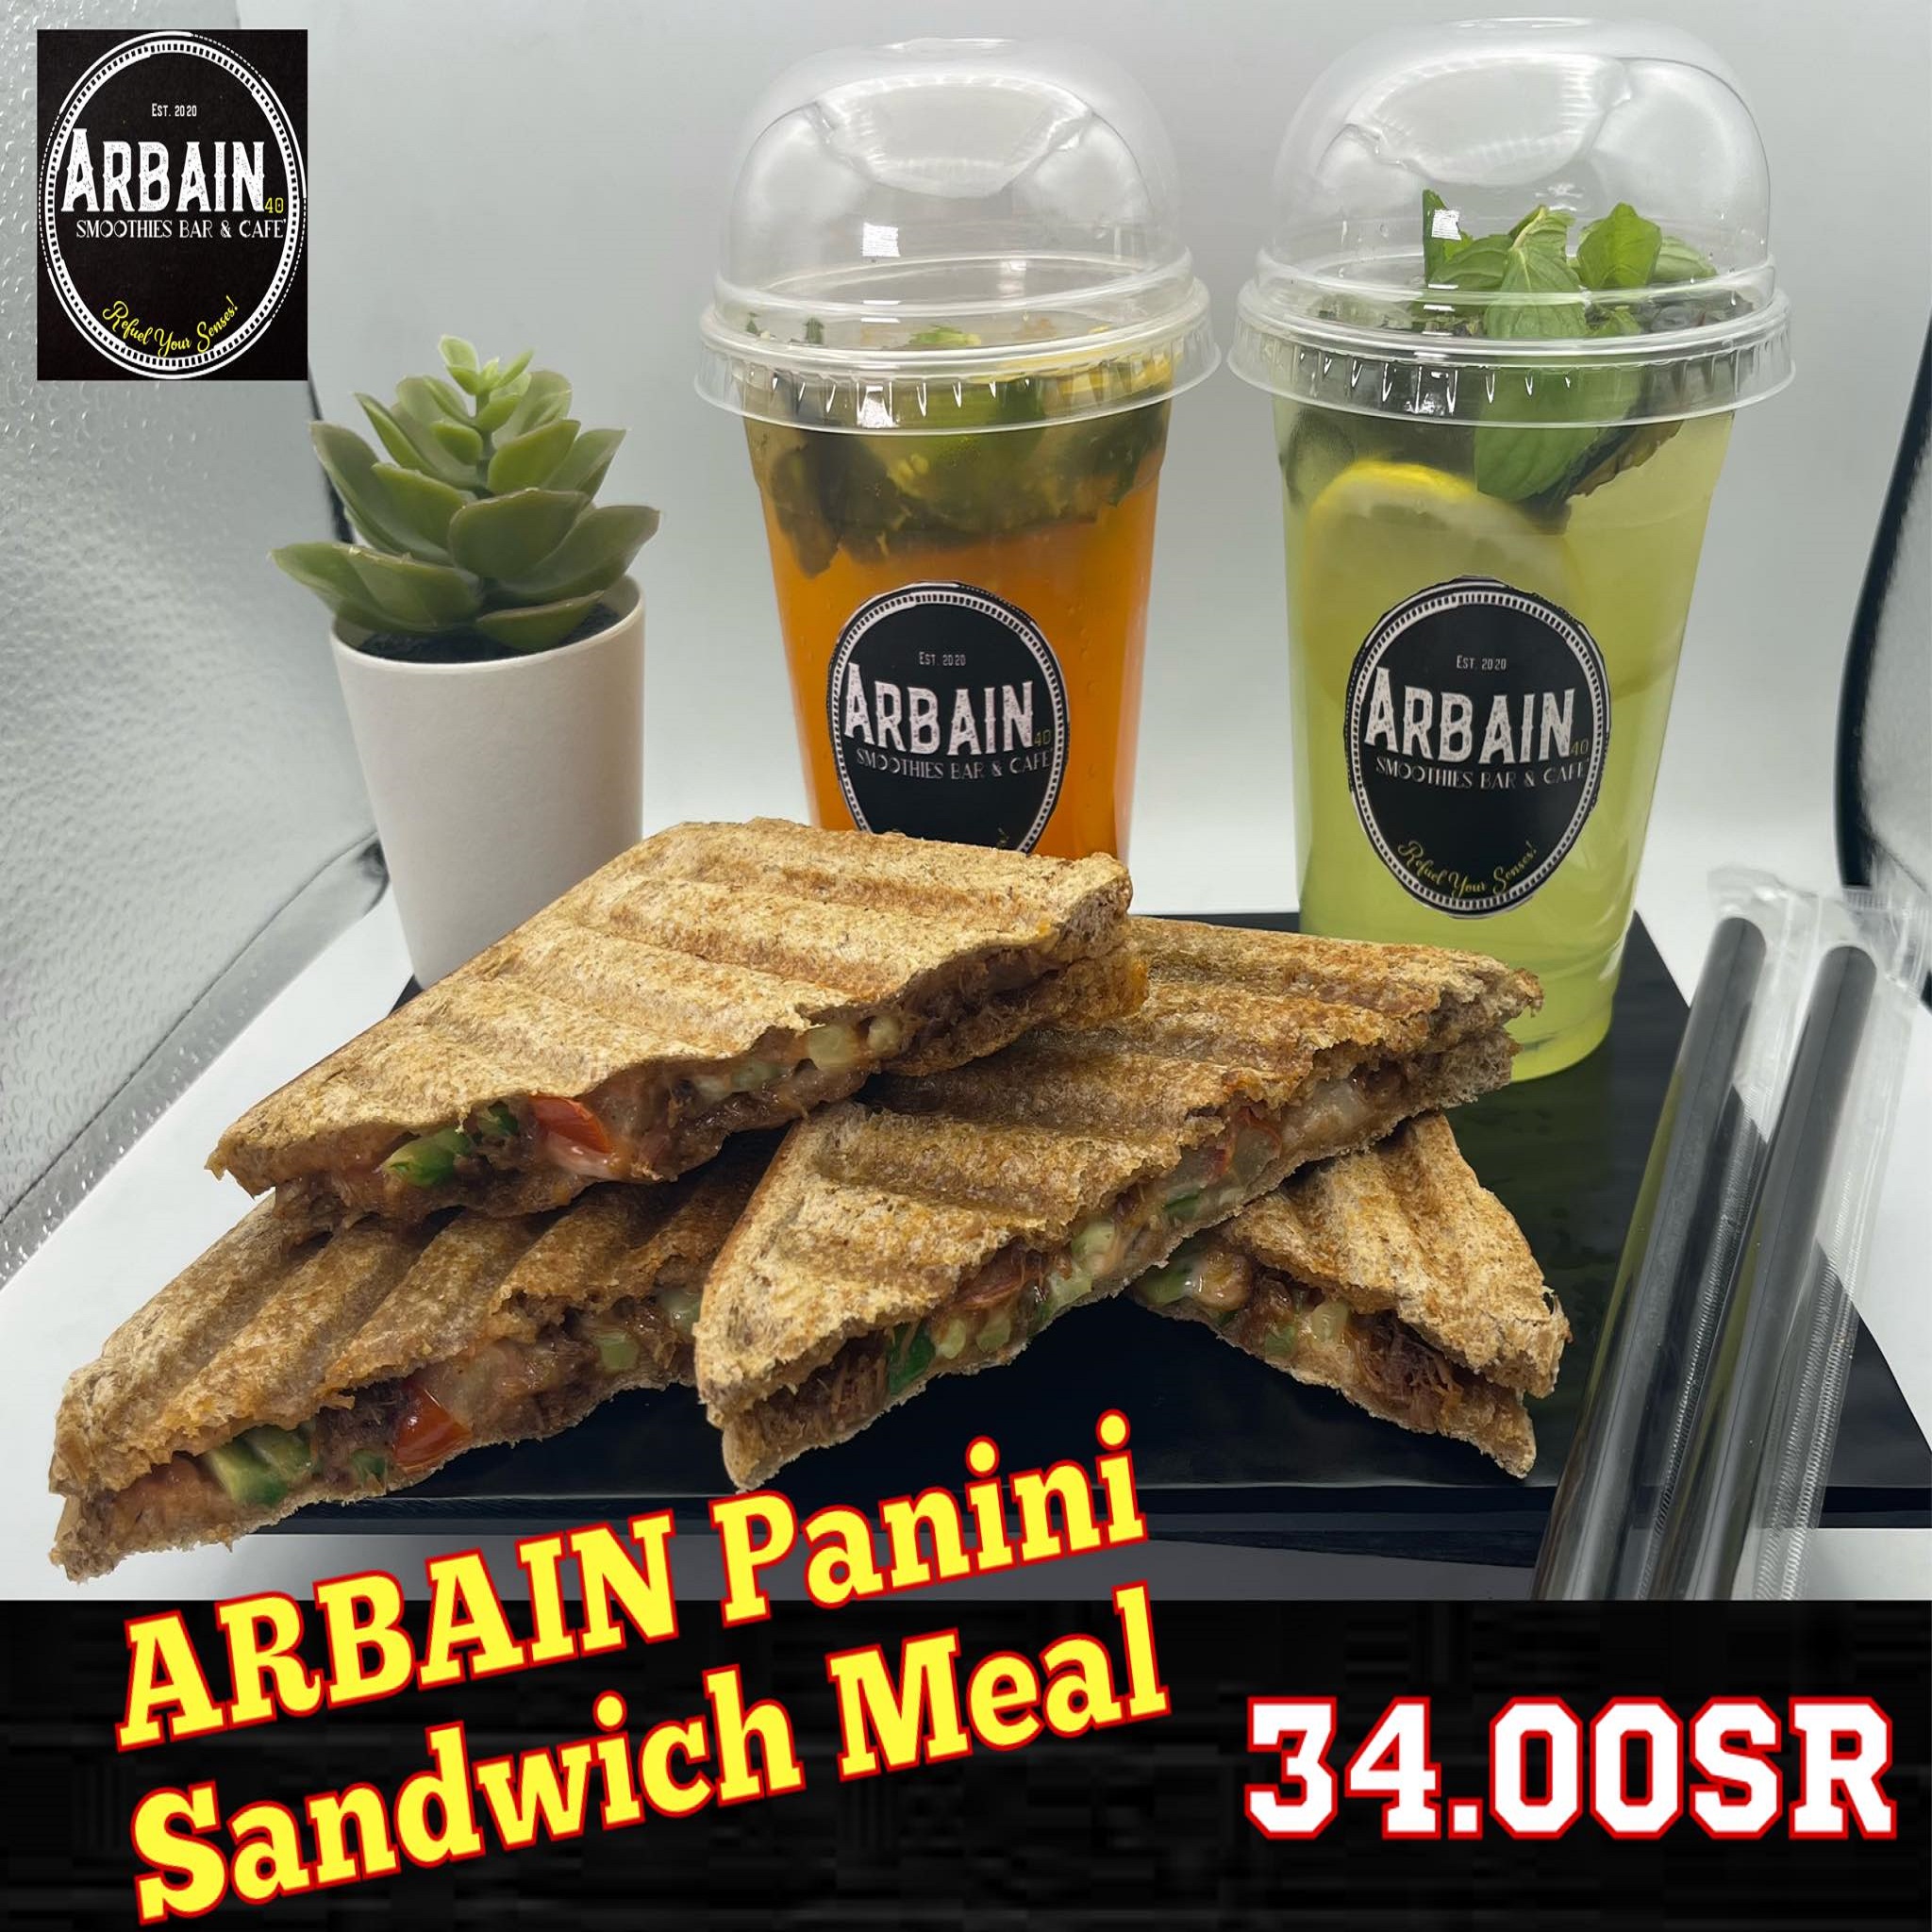 EST. 2020
ARBAIN 40
SMOOTHIES BAR & CAFE'
Refuel Your Senses!
EST. 2020
ARBAIN 40
SMOOTHIES BAR & CAFE'
EST. 2020
ARBAIN 40
SMOOTHIES BAR & CAFE'
Refuel Your Senses!
ARBAIN Panini
Sandwich Meal
34.00SR